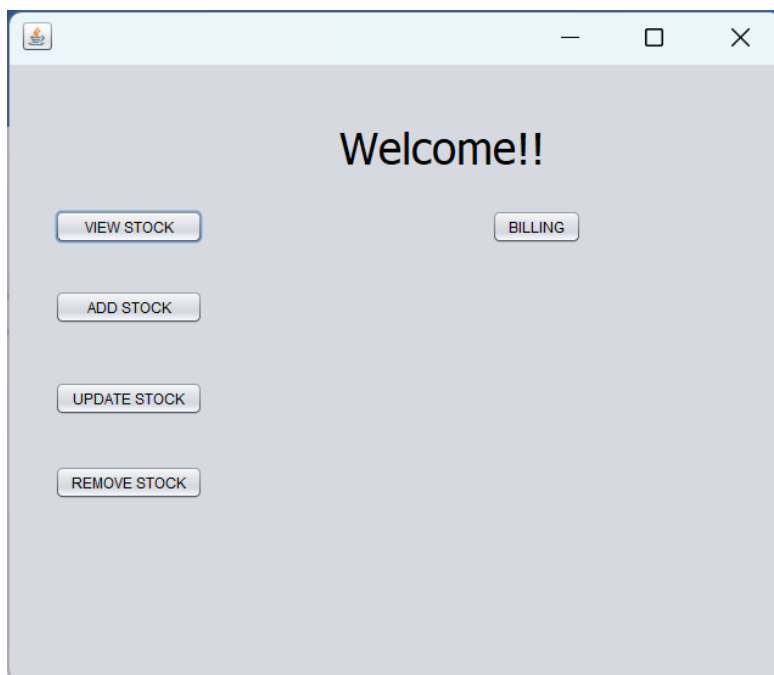 Welcome!!
VIEW STOCK
BILLING
ADD STOCK
UPDATE STOCK
REMOVE STOCK